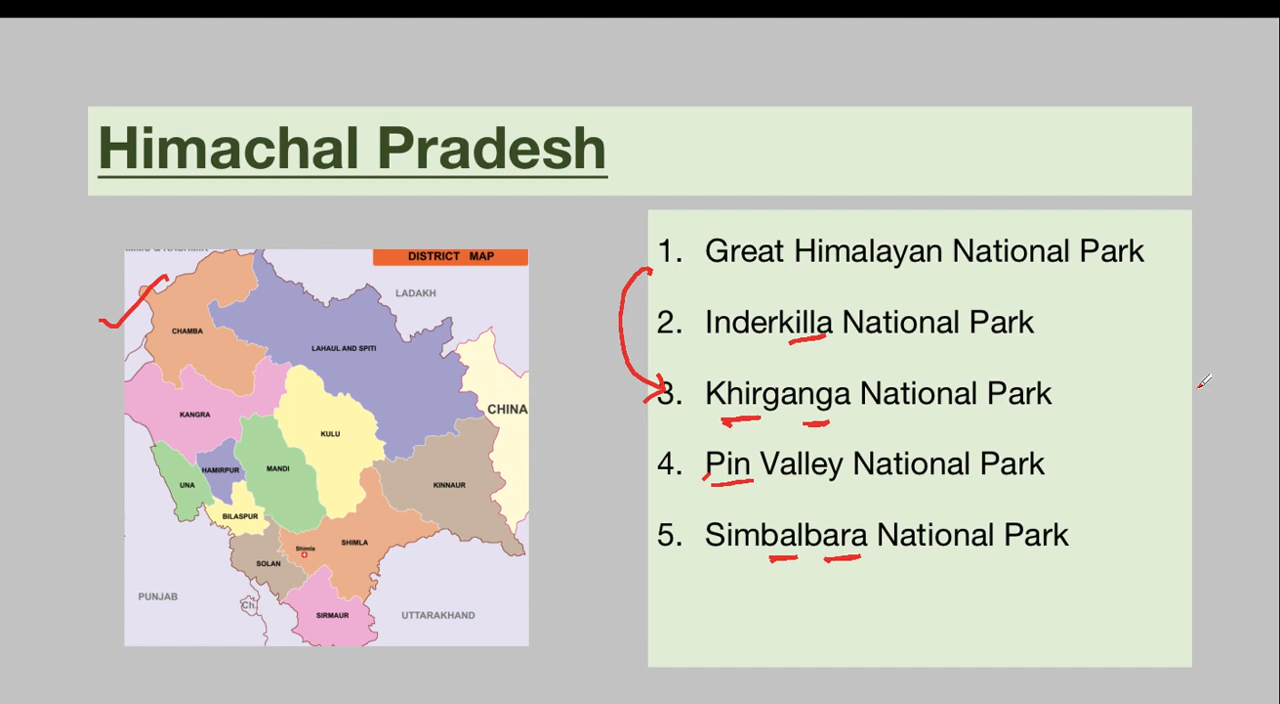 Himachal Pradesh
DISTRICT MAP
LADAKH
CHAMBA
LAHAUL AND SPITI
CHINA
KANGRA
KULU
MANDI
HAMIRPUR
UNA
KINNAUR
BILASPUR
SHIMLA
Shimla
SOLAN
PUNJAB
Ch.
SIRMAUR
UTTARAKHAND
1. Great Himalayan National Park
2. Inderkilla National Park
3. Khirganga National Park
4. Pin Valley National Park
5. Simbalbara National Park